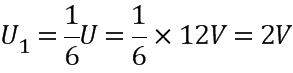 U₁ = 1/6 U = 1/6 × 12V = 2V